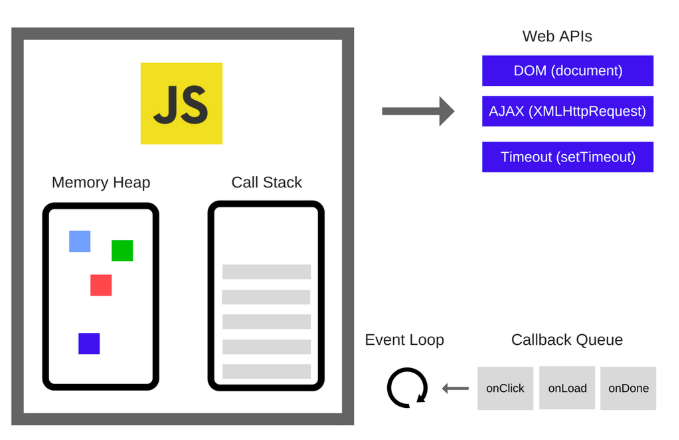 Web APIs
DOM (document)
JS
AJAX (XMLHttpRequest)
Timeout (setTimeout)
Memory Heap
Call Stack
Event Loop
Callback Queue
onClick
onLoad
onDone